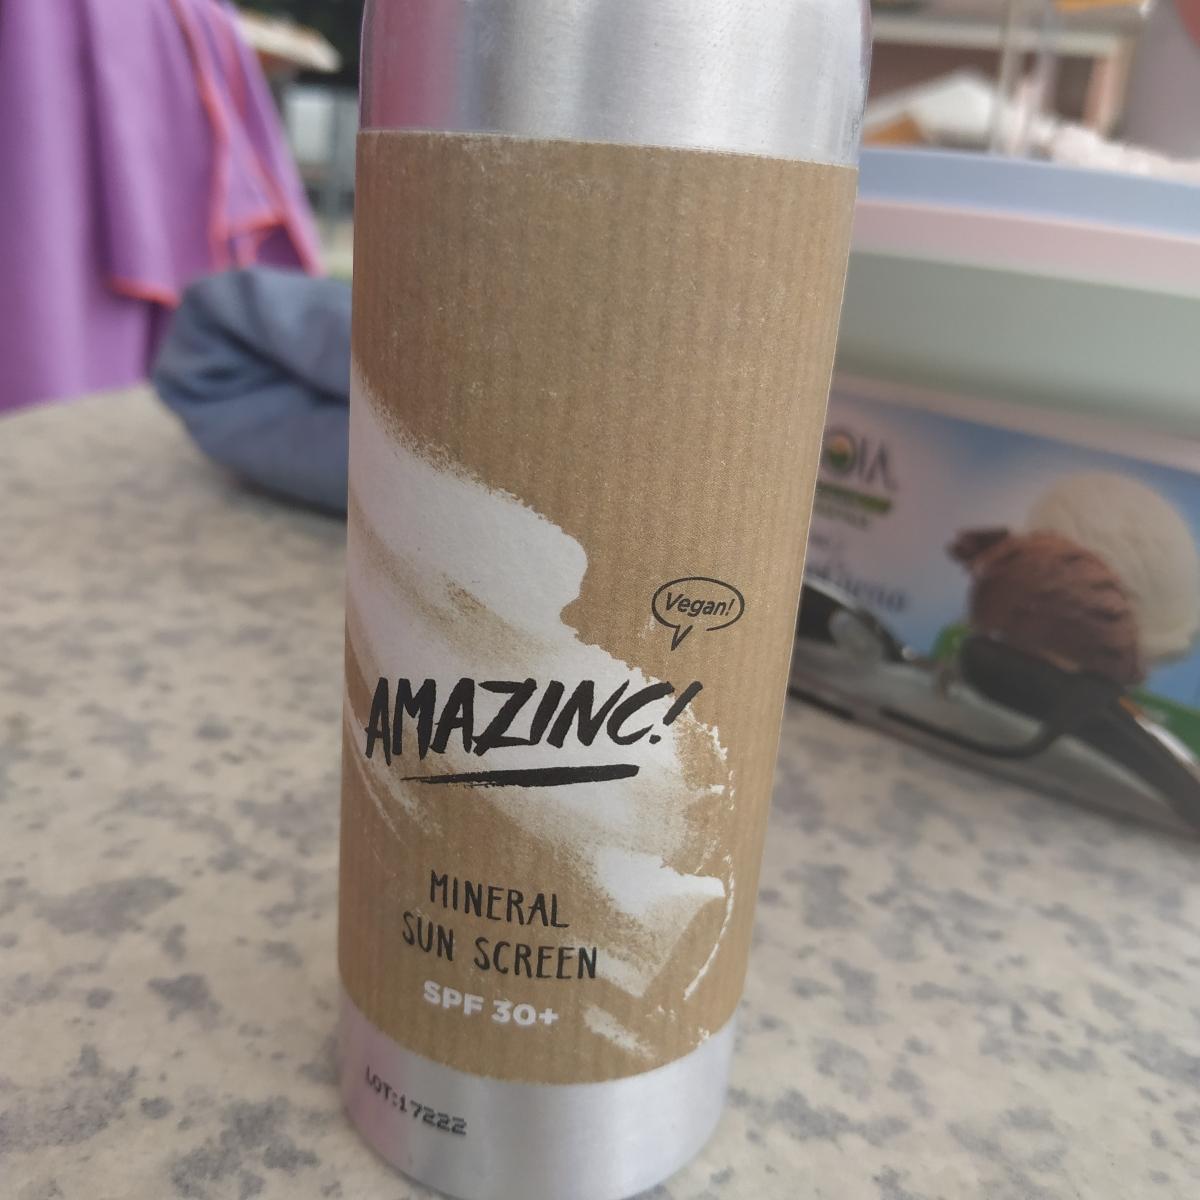 Vegan!
AMAZINC!
MINERAL
SUN SCREEN
SPF 30+
LOT:17222